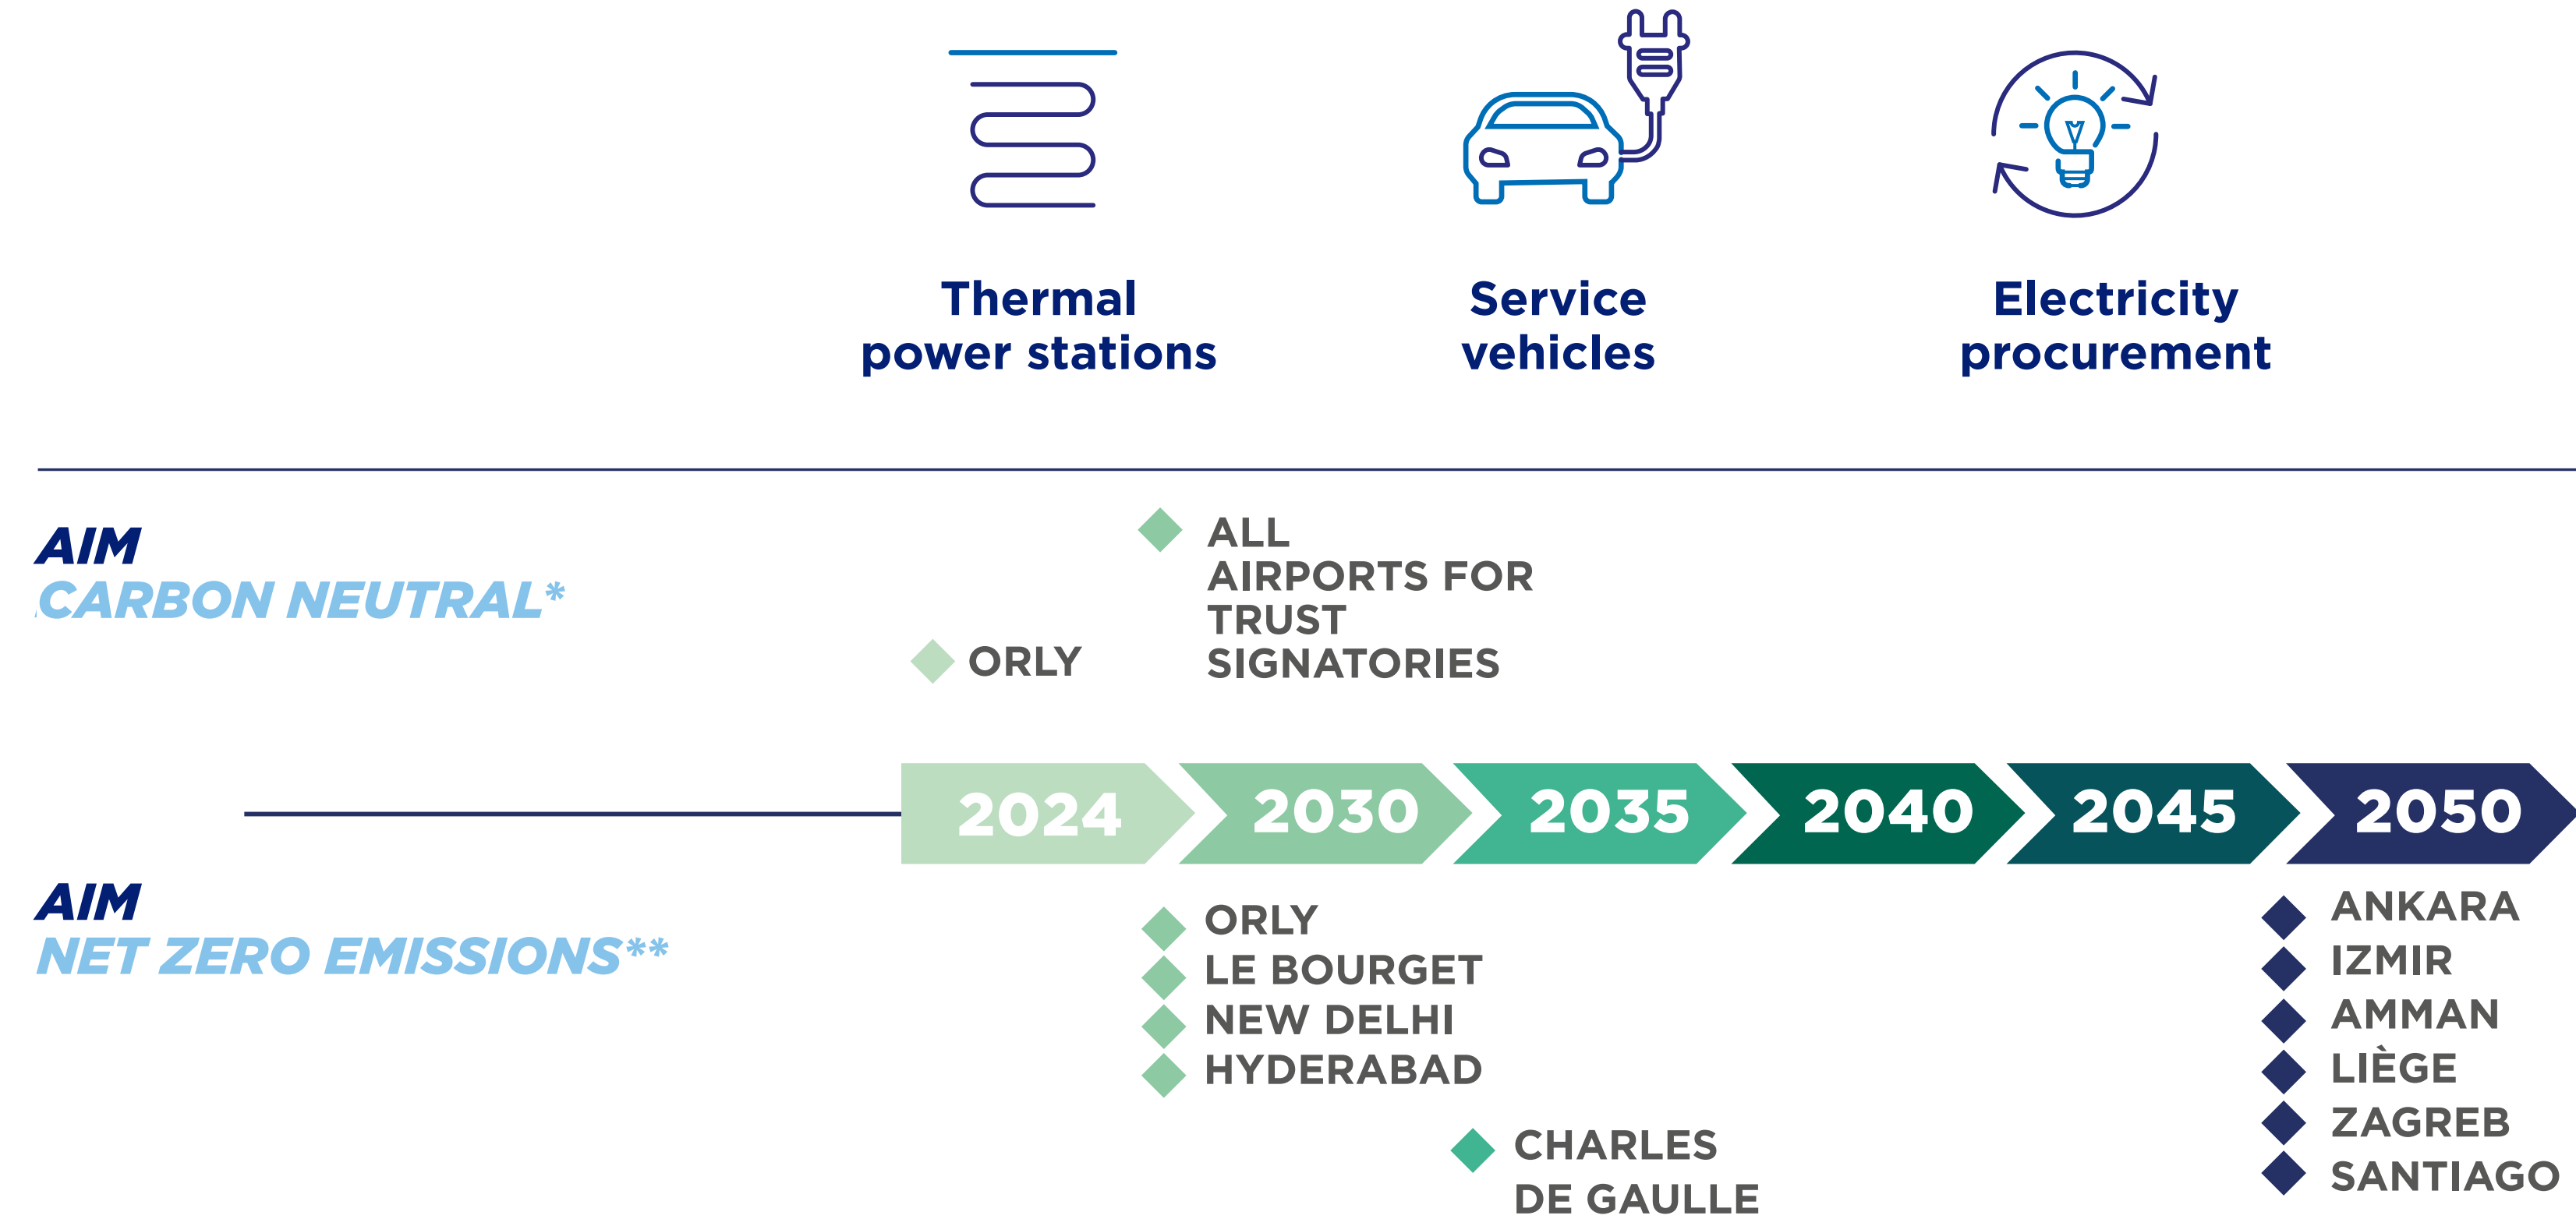 Thermal
power stations
Service
vehicles
Electricity
procurement
AIM
CARBON NEUTRAL*
ALL
AIRPORTS FOR
TRUST
SIGNATORIES
ORLY
2024
2030
2035
2040
2045
2050
AIM
NET ZERO EMISSIONS**
ORLY
LE BOURGET
NEW DELHI
HYDERABAD
CHARLES
DE GAULLE
ANKARA
IZMIR
AMMAN
LIÈGE
ZAGREB
SANTIAGO